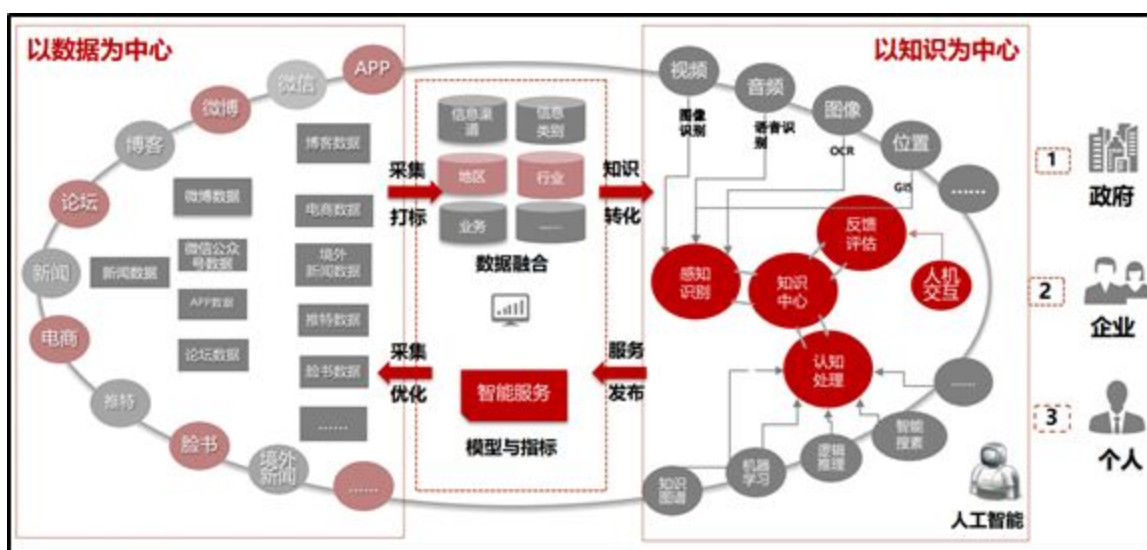 以数据为中心
APP
微信
微博
博客
论坛
新闻
电商
推特
脸书
境外
新闻
......
博客数据
微博数据
电商数据
微信公众
号数据
新闻数据
境外
新闻数据
APP数据
推特数据
论坛数据
脸书数据
......
采集
打标
采集
优化
信息渠
道
信息
类别
地区
行业
业务
......
数据融合
智能服务
模型与指标
知识
转化
服务
发布
以知识为中心
视频
音频
图像
位置
......
图像
识别
语音识
别
OCR
GIS
反馈
评估
感知
识别
知识
中心
人机
交互
认知
处理
......
智能
搜素
逻辑
推理
机器
学习
知识
图谱
人工智能
1
政府
2
企业
3
个人